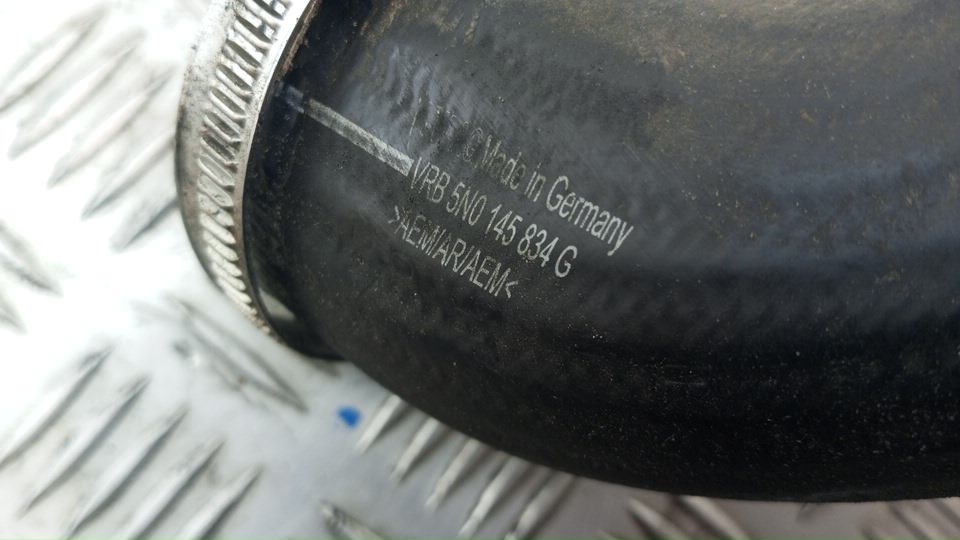 Made in Germany
VRB 5N0 145 834 G
>AEM/AR/AEM<